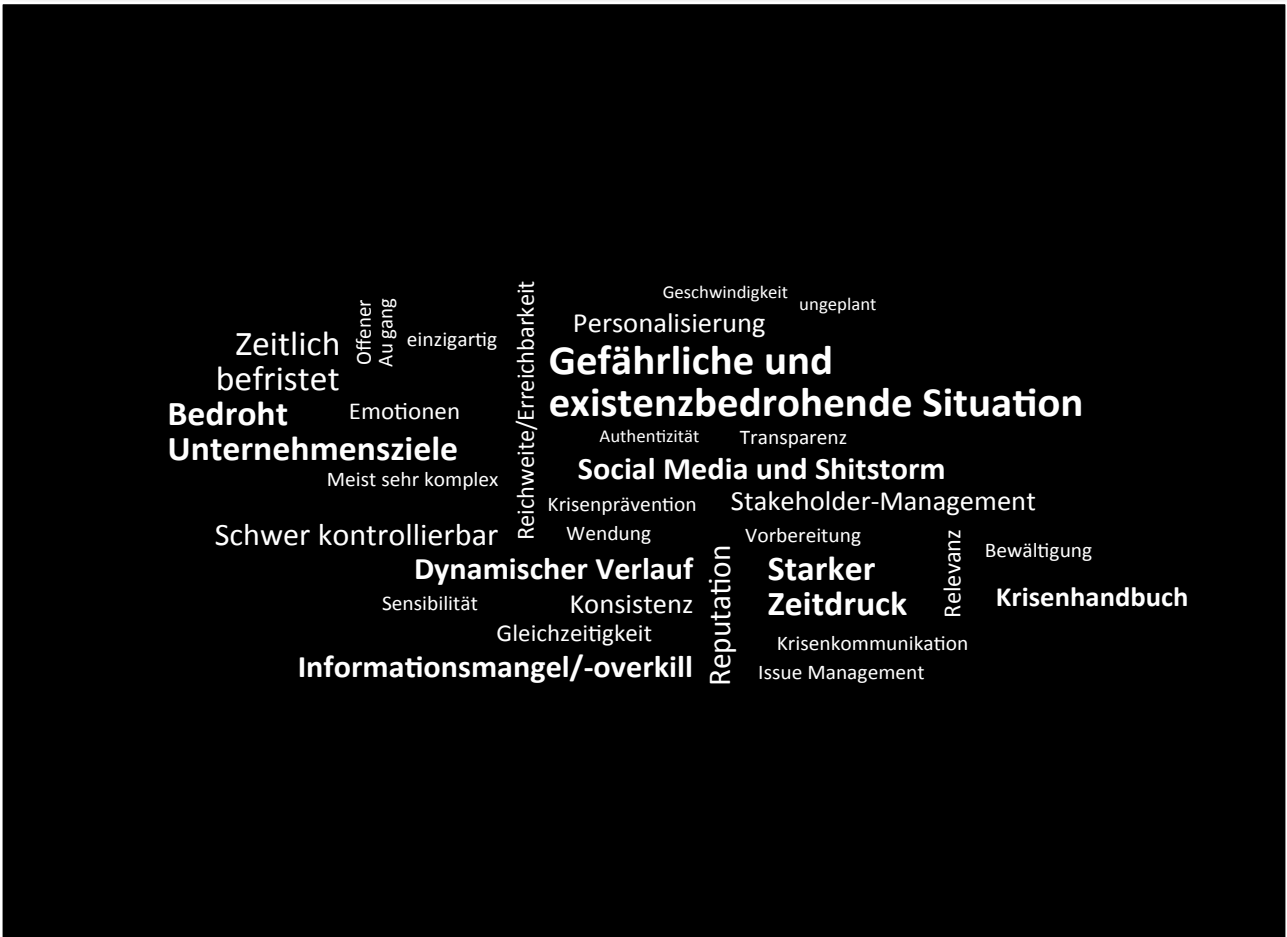 Geschwindigkeit
ungeplant
Personalisierung
Offener
Au gang
einzigartig
Zeitlich
befristet
Reichweite/Erreichbarkeit
Gefährliche und
existenzbedrohende Situation
Bedroht
Unternehmensziele
Emotionen
Authentizität
Transparenz
Social Media und Shitstorm
Meist sehr komplex
Krisenprävention
Stakeholder-Management
Schwer kontrollierbar
Wendung
Vorbereitung
Relevanz
Bewältigung
Dynamischer Verlauf
Reputation
Starker
Zeitdruck
Krisenhandbuch
Sensibilität
Konsistenz
Gleichzeitigkeit
Krisenkommunikation
Informationsmangel/-overkill
Issue Management